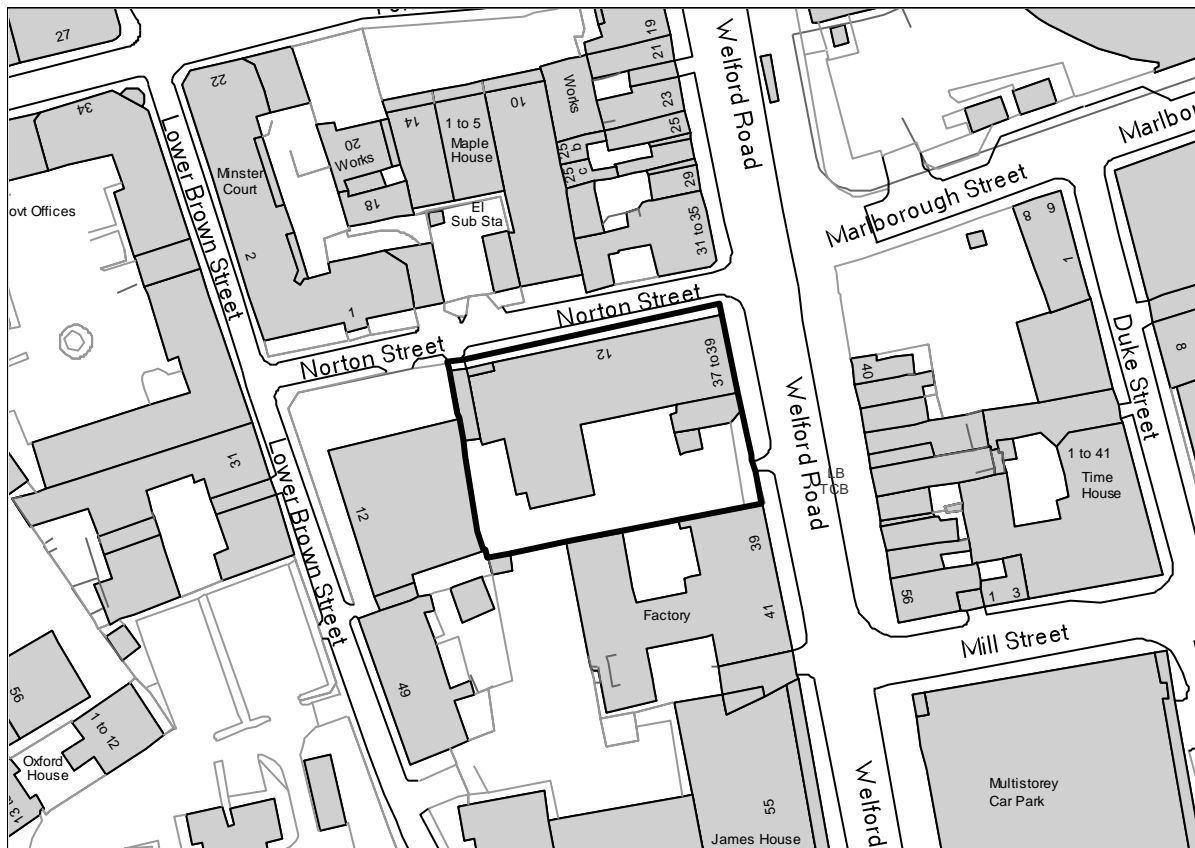 27
22
34
Lower Brown Street
Minster
Court
2
20
Works
18
14
1 to 5
Maple
House
10
El
Sub Sta
Works
25 b
25 c
19
21
23
25
29
31 to 35
Welford Road
Marlborough Street
Marlbo
ovt Offices
1
Norton Street
Norton Street
12
37 to39
Welford Road
LB
TCB
40
8
6
1
Duke Street
8
1 to 41
Time
House
31
Lower Brown Street
12
39
41
Factory
56
1
3
Mill Street
49
56
1 to 12
Oxford
House
55
James House
Welford
Multistorey
Car Park